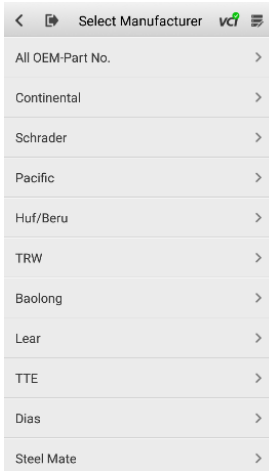 Select Manufacturer vci
All OEM-Part No.
Continental
Schrader
Pacific
Huf/Beru
TRW
Baolong
Lear
TTE
Dias
Steel Mate